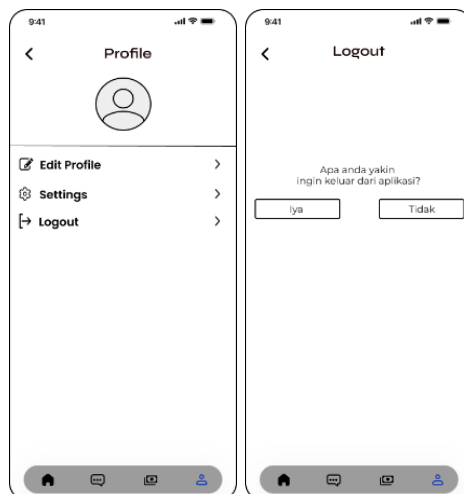 9:41
Profile
Edit Profile
Settings
Logout
9:41
Logout
Apa anda yakin
ingin keluar dari aplikasi?
Iya
Tidak